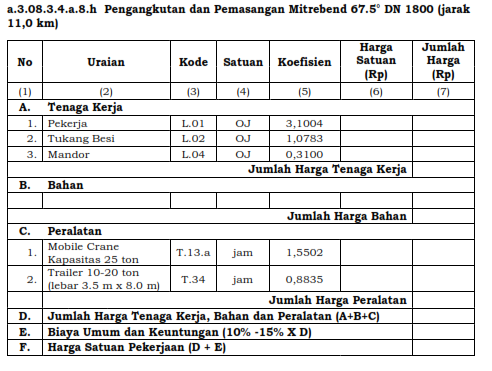 a.3.08.3.4.a.8.h Pengangkutan dan Pemasangan Mitrebend 67.5° DN 1800 (jarak
11,0 km)
No Uraian Kode Satuan Koefisien Harga Satuan (Rp) Jumlah Harga (Rp)
(1) (2) (3) (4) (5) (6) (7)
A. Tenaga Kerja
1. Pekerja L.01 OJ 3,1004
2. Tukang Besi L.02 OJ 1,0783
3. Mandor L.04 OJ 0,3100
Jumlah Harga Tenaga Kerja
B. Bahan
Jumlah Harga Bahan
C. Peralatan
1. Mobile Crane Kapasitas 25 ton T.13.a jam 1,5502
2. Trailer 10-20 ton (lebar 3.5 m x 8.0 m) T.34 jam 0,8835
Jumlah Harga Peralatan
D. Jumlah Harga Tenaga Kerja, Bahan dan Peralatan (A+B+C)
E. Biaya Umum dan Keuntungan (10% -15% X D)
F. Harga Satuan Pekerjaan (D + E)